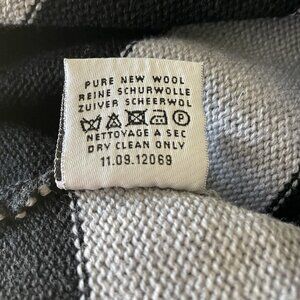 PURE NEW WOOL
REINE SCHURWOLLE
ZUIVER SCHEERWOL
P
NETTOYAGE A SEC
DRY CLEAN ONLY
11.09.12069